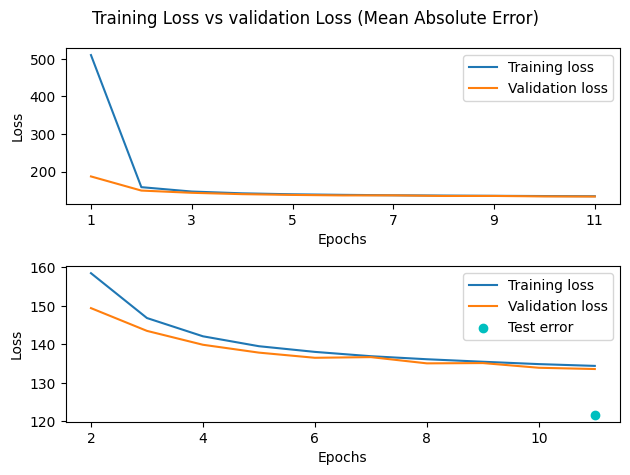 Training Loss vs validation Loss (Mean Absolute Error)
500
400
300
200
Loss
Training loss
Validation loss
1 3 5 7 9 11
Epochs
160
150
140
130
120
Loss
Training loss
Validation loss
Test error
2 4 6 8 10
Epochs